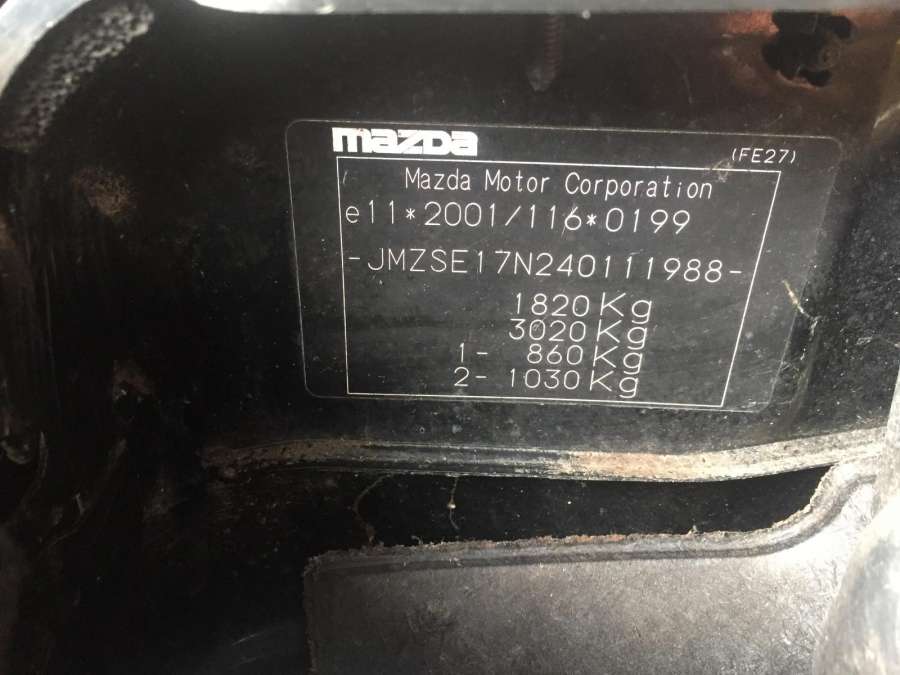 mazda
(FE27)
Mazda Motor Corporation
e11*2001/116*0199
-JMZSE17N240111988-
1820Kg
3020Kg
1- 860Kg
2- 1030Kg